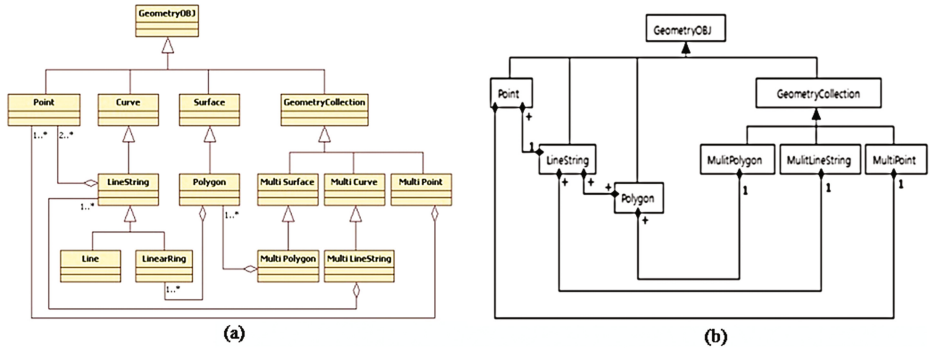 GeometryOBJ
Point
Curve
Surface
GeometryCollection
1..*
2..*
LineString
Polygon
Multi Surface
Multi Curve
Multi Point
1..*
1..*
Line
LinearRing
Multi Polygon
Multi LineString
1..*
(a)
GeometryOBJ
Point
GeometryCollection
+
1
LineString
MulitPolygon
MulitLineString
MultiPoint
+
+
+
Polygon
1
1
1
+
(b)